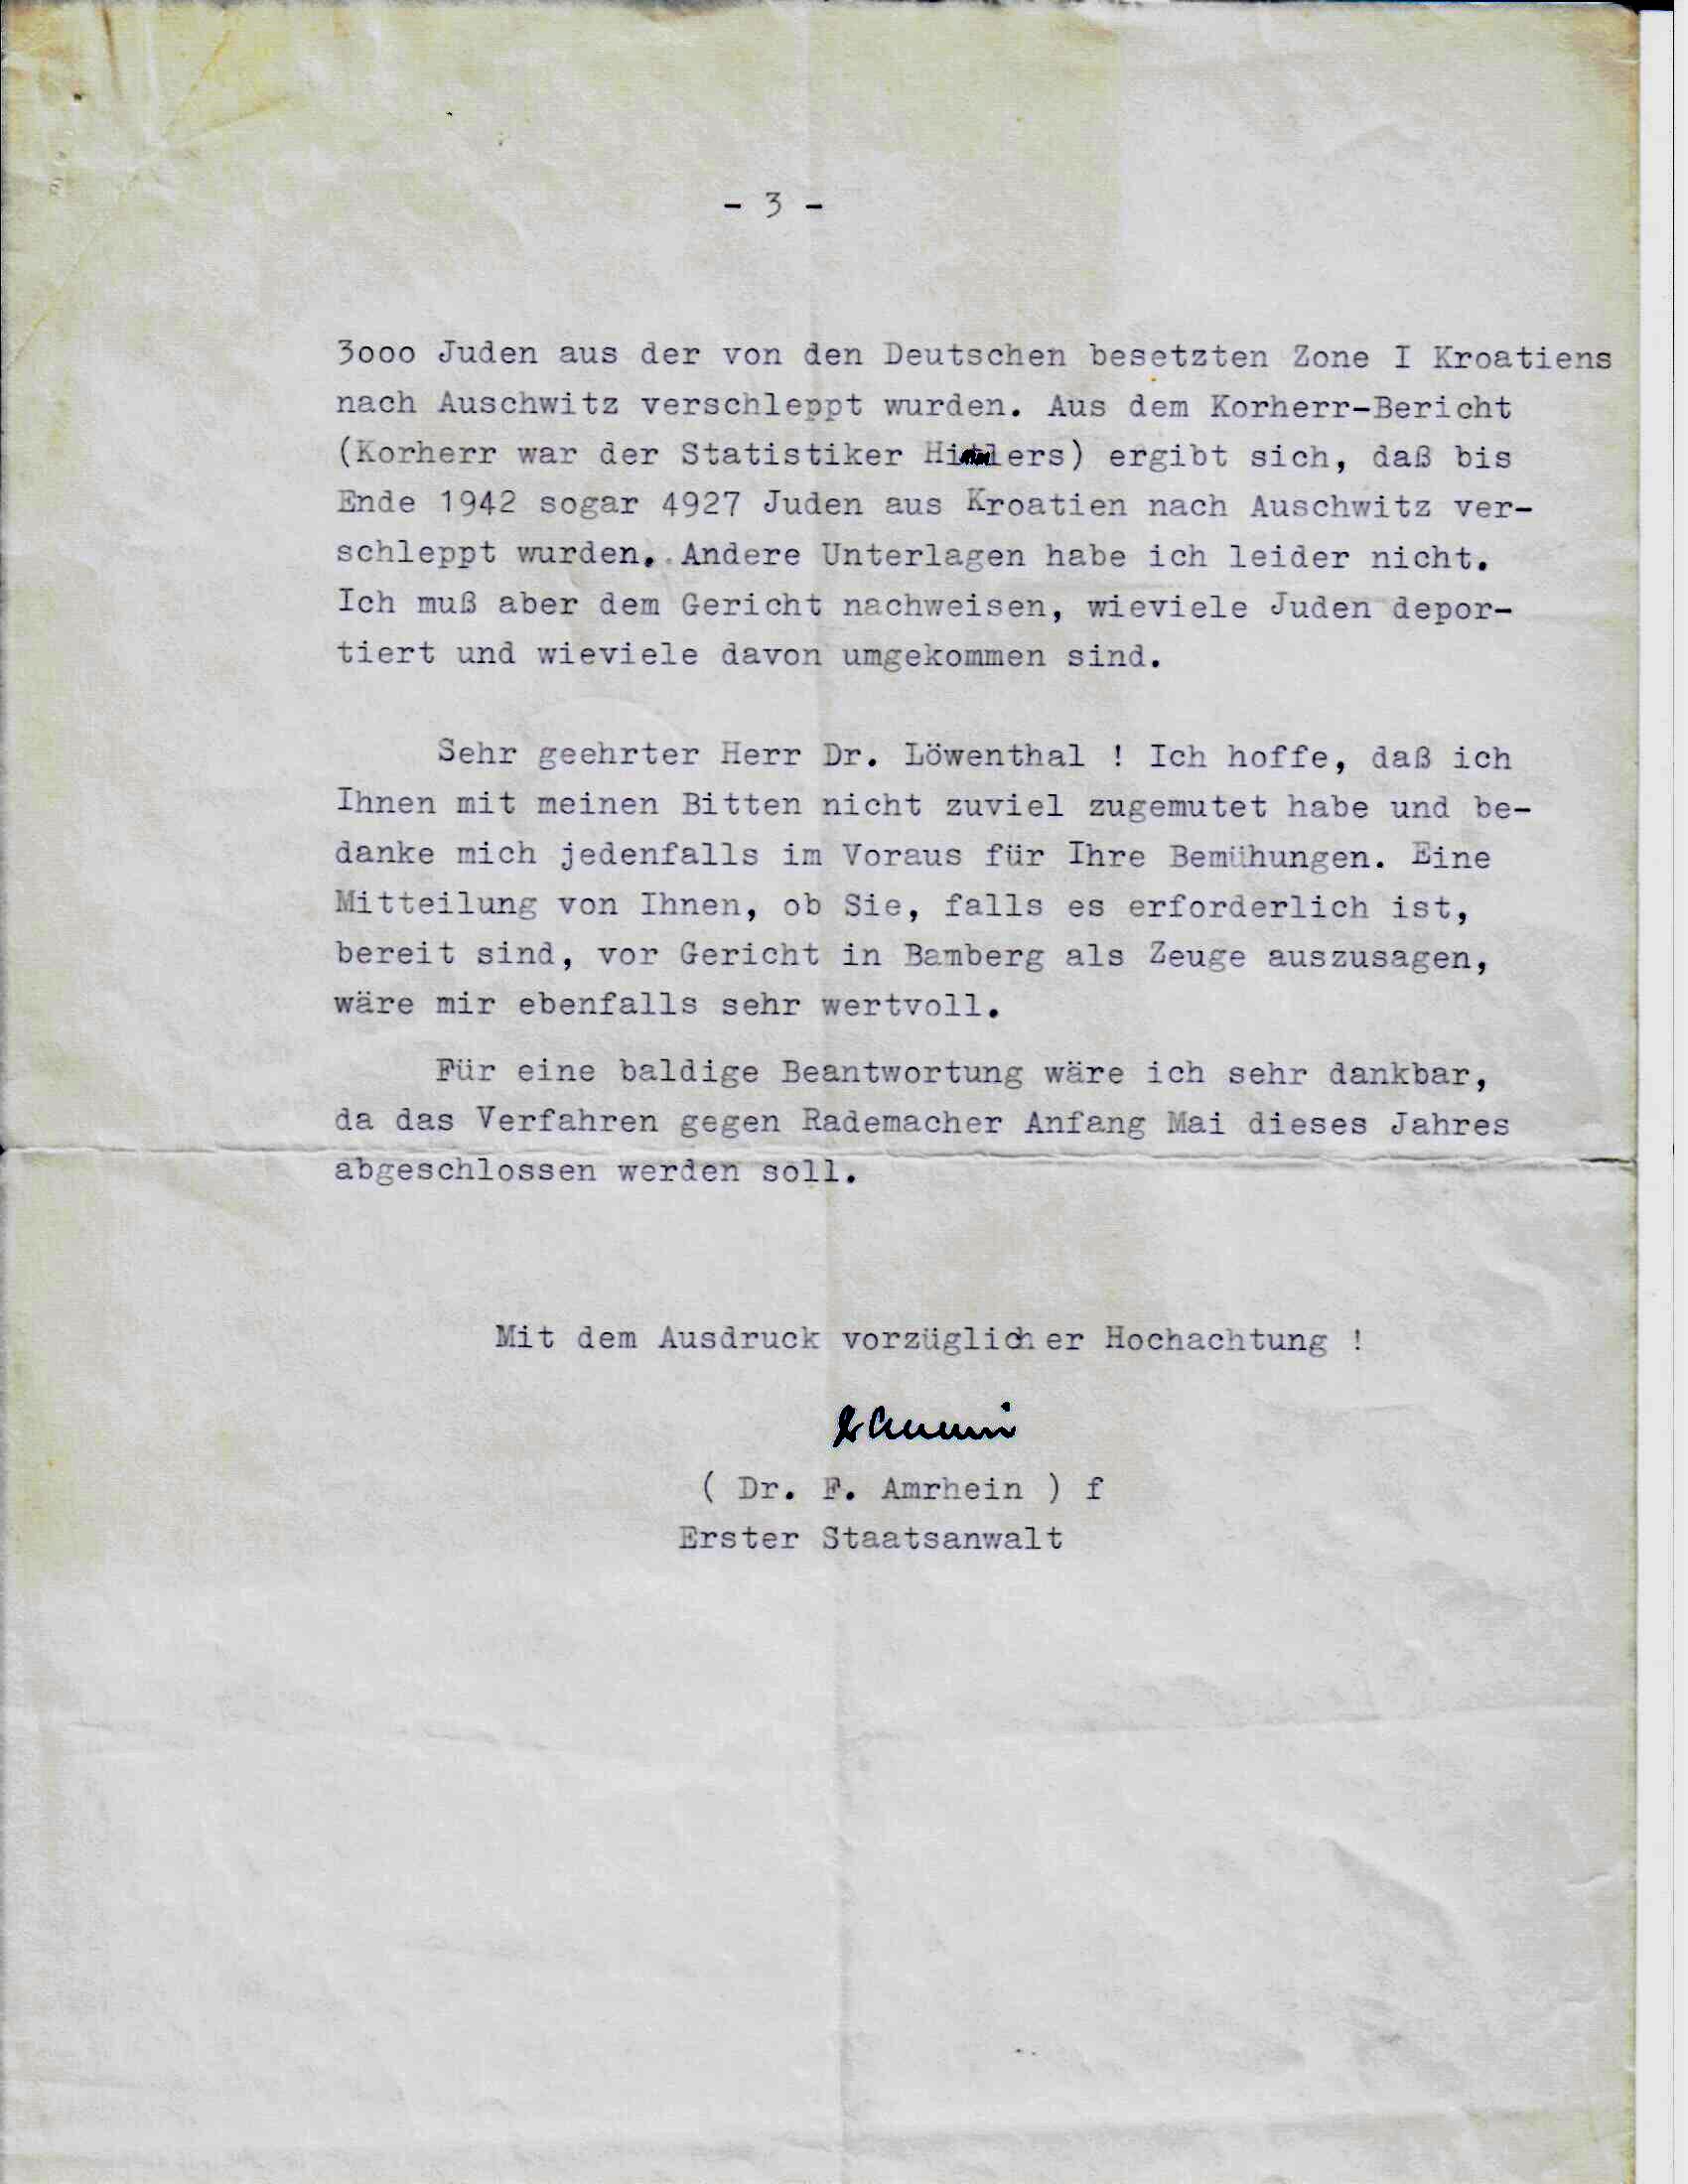 - 3 -
3ooo Juden aus der von den Deutschen besetzten Zone I Kroatiens
nach Auschwitz verschleppt wurden. Aus dem Korherr-Bericht
(Korherr war der Statistiker ) ergibt sich, daß bis
Ende 1942 sogar 4927 Juden aus Kroatien nach Auschwitz ver-
schleppt wurden. Andere Unterlagen habe ich leider nicht.
Ich muß aber dem Gericht nachweisen, wieviele Juden depor-
tiert und wieviele davon umgekommen sind.
Sehr geehrter Herr Dr. Löwenthal ! Ich hoffe, daß ich
Ihnen mit meinen Bitten nicht zuviel zugemutet habe und be-
danke mich jedenfalls im Voraus für Ihre Bemühungen. Eine
Mitteilung von Ihnen, ob Sie, falls es erforderlich ist,
bereit sind, vor Gericht in Bamberg als Zeuge auszusagen,
wäre mir ebenfalls sehr wertvoll.
Für eine baldige Beantwortung wäre ich sehr dankbar,
da das Verfahren gegen Rademacher Anfang Mai dieses Jahres
abgeschlossen werden soll.
Mit dem Ausdruck vorzüglicher Hochachtung !
( Dr. F. Amrhein ) f
Erster Staatsanwalt